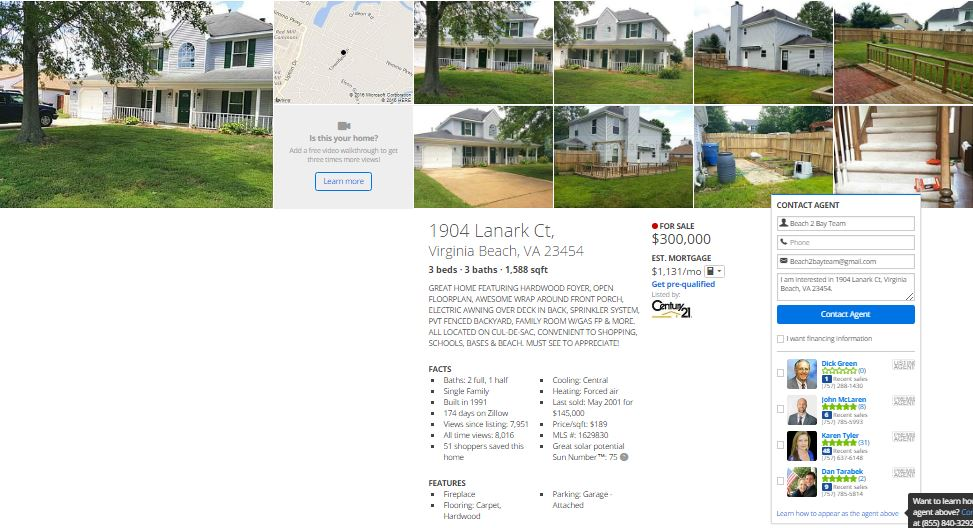 Red Mill
Commons
© 2016 Microsoft Corporation
© 2016 HERE
Is this your home?
Add a free video walkthrough to get
three times more views!
Learn more
1904 Lanark Ct,
Virginia Beach, VA 23454
3 beds · 3 baths · 1,588 sqft
GREAT HOME FEATURING HARDWOOD FOYER, OPEN
FLOORPLAN, AWESOME WRAP AROUND FRONT PORCH,
ELECTRIC AWNING OVER DECK IN BACK, SPRINKLER SYSTEM,
PVT FENCED BACKYARD, FAMILY ROOM W/GAS FP & MORE.
ALL LOCATED ON CUL-DE-SAC, CONVENIENT TO SHOPPING,
SCHOOLS, BASES & BEACH. MUST SEE TO APPRECIATE!
FACTS
Baths: 2 full, 1 half
Single Family
Built in 1991
174 days on Zillow
Views since listing: 7,951
All time views: 8,016
51 shoppers saved this
home
Cooling: Central
Heating: Forced air
Last sold: May 2001 for
$145,000
Price/sqft: $189
MLS #: 1629830
Great solar potential
Sun Number™: 75
FEATURES
Fireplace
Flooring: Carpet,
Hardwood
Parking: Garage -
Attached
FOR SALE
$300,000
EST. MORTGAGE
$1,131/mo
Get pre-qualified
Listed by:
Century
21
CONTACT AGENT
Beach 2 Bay Team
Phone
Beach2bayteam@gmail.com
I am interested in 1904 Lanark Ct, Virginia
Beach, VA 23454.
Contact Agent
I want financing information
Dick Green
(0)
1 Recent sales
(757) 288-1430
LISTING
AGENT
John McLaren
(8)
6 Recent sales
(757) 785-5993
PREMIER
AGENT
Karen Tyler
(31)
48 Recent sales
(757) 637-6148
PREMIER
AGENT
Dan Tarabek
(2)
9 Recent sales
(757) 785-5814
PREMIER
AGENT
Learn how to appear as the agent above
Want to learn how
agent above?
at (855) 840-3292